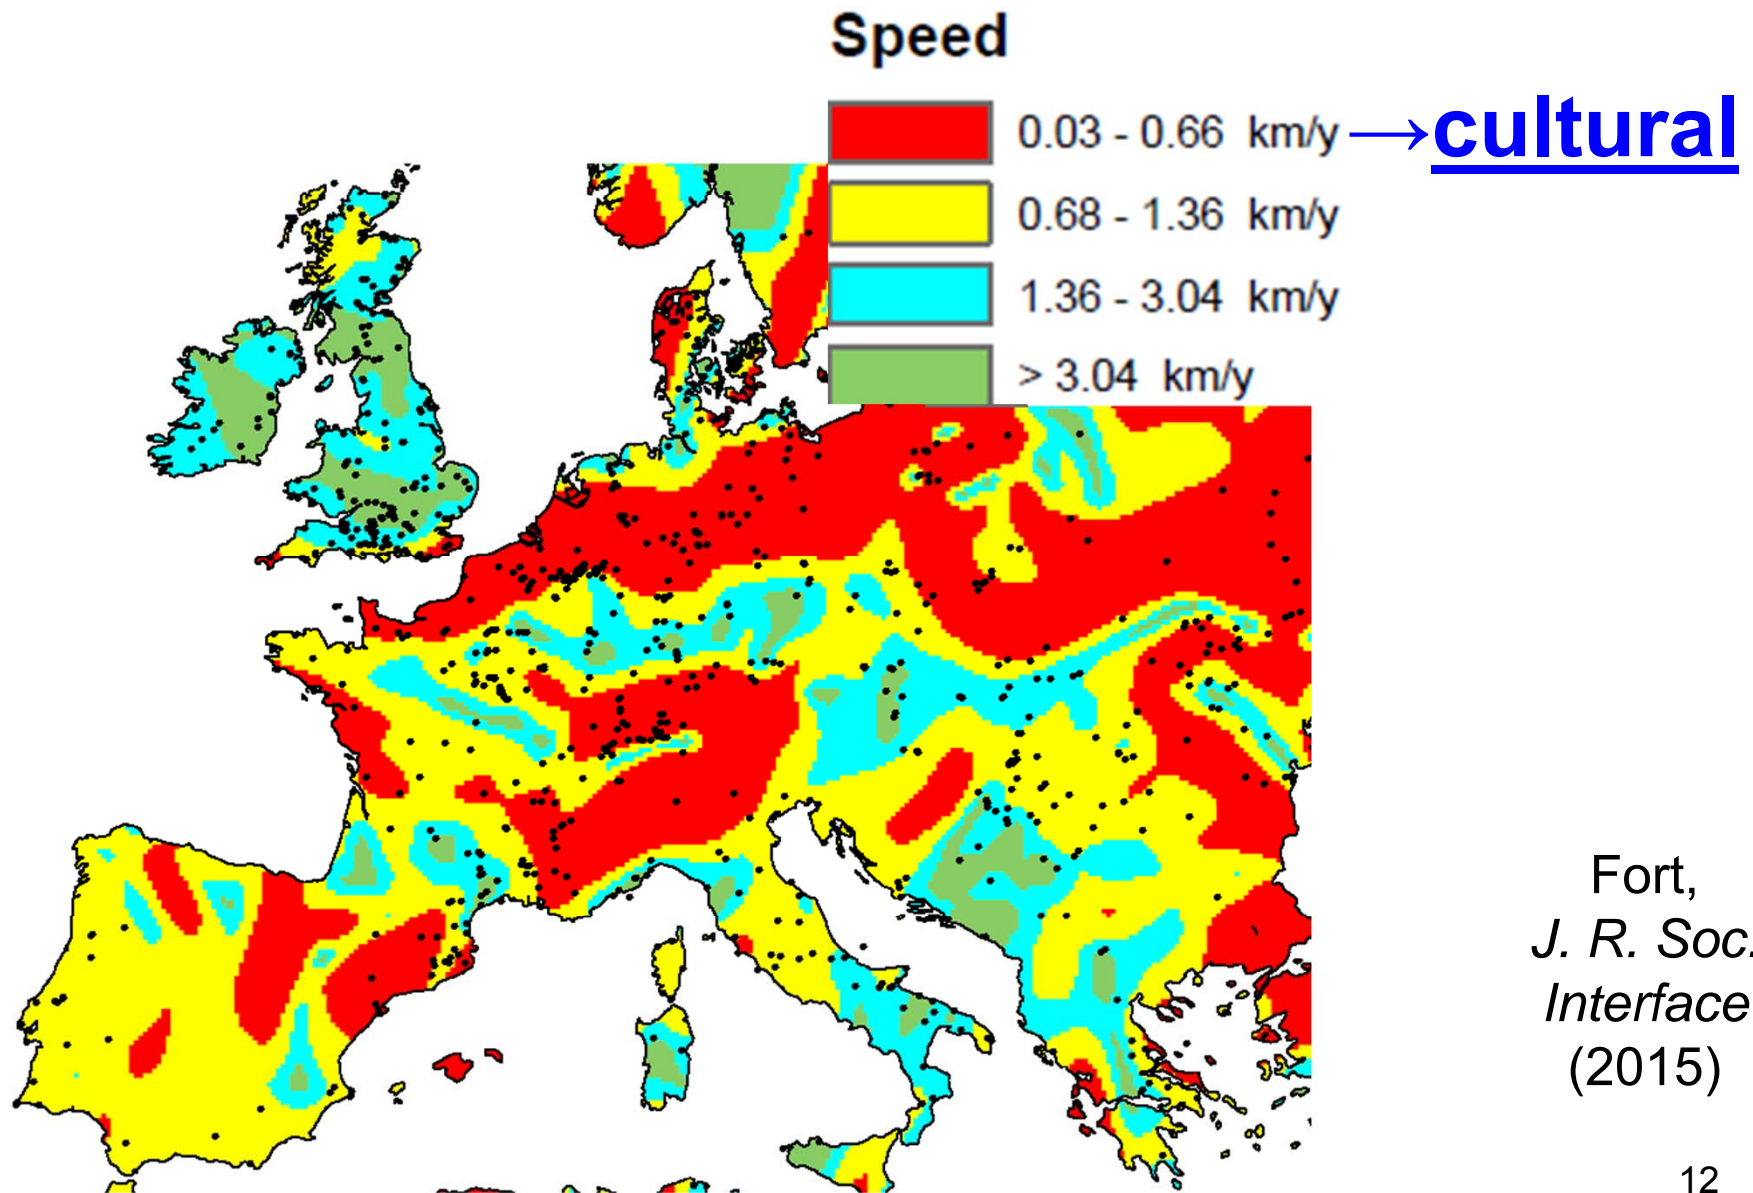 Speed
0.03 - 0.66 km/y →cultural
0.68 - 1.36 km/y
1.36 - 3.04 km/y
> 3.04 km/y
Fort,
J. R. Soc.
Interface
(2015)
12